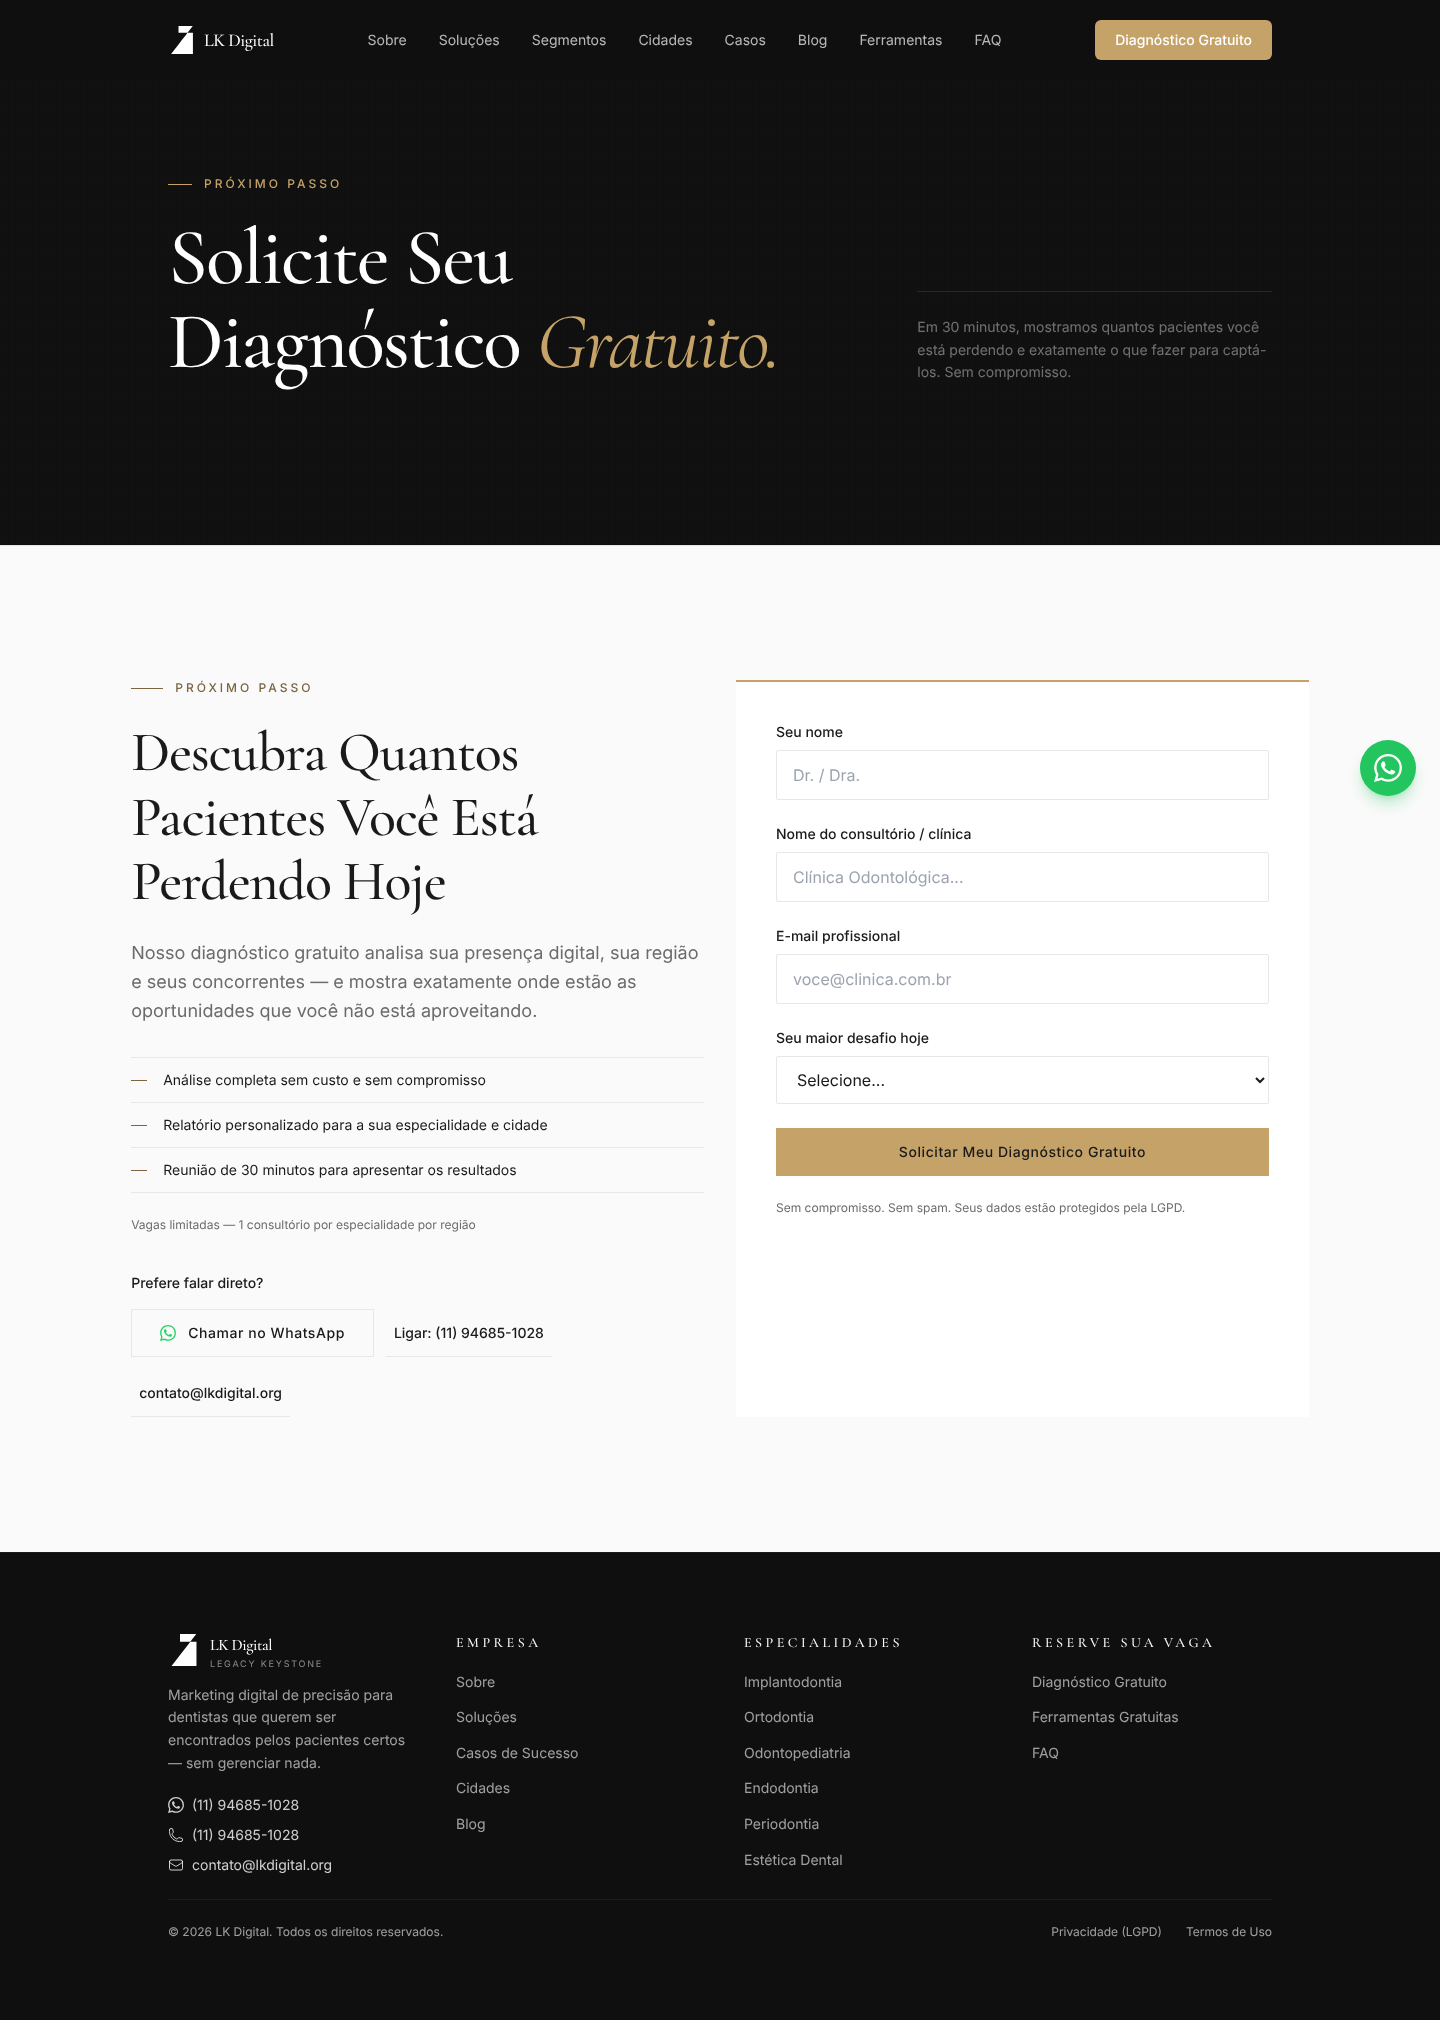 LK Digital
Sobre
Soluções
Segmentos
Cidades
Casos
Blog
Ferramentas
FAQ
Diagnóstico Gratuito
PRÓXIMO PASSO
Solicite Seu
Diagnóstico Gratuito.
Em 30 minutos, mostramos quantos pacientes você
está perdendo e exatamente o que fazer para captá-
los. Sem compromisso.
PRÓXIMO PASSO
Descubra Quantos
Pacientes Você Está
Perdendo Hoje
Nosso diagnóstico gratuito analisa sua presença digital, sua região
e seus concorrentes — e mostra exatamente onde estão as
oportunidades que você não está aproveitando.
Análise completa sem custo e sem compromisso
Relatório personalizado para a sua especialidade e cidade
Reunião de 30 minutos para apresentar os resultados
Vagas limitadas — 1 consultório por especialidade por região
Prefere falar direto?
Chamar no WhatsApp
Ligar: (11) 94685-1028
contato@lkdigital.org
Seu nome
Dr. / Dra.
Nome do consultório / clínica
Clínica Odontológica...
E-mail profissional
voce@clinica.com.br
Seu maior desafio hoje
Selecione...
Solicitar Meu Diagnóstico Gratuito
Sem compromisso. Sem spam. Seus dados estão protegidos pela LGPD.
LK Digital
LEGACY KEYSTONE
Marketing digital de precisão para
dentistas que querem ser
encontrados pelos pacientes certos
— sem gerenciar nada.
(11) 94685-1028
(11) 94685-1028
contato@lkdigital.org
EMPRESA
Sobre
Soluções
Casos de Sucesso
Cidades
Blog
ESPECIALIDADES
Implantodontia
Ortodontia
Odontopediatria
Endodontia
Periodontia
Estética Dental
RESERVE SUA VAGA
Diagnóstico Gratuito
Ferramentas Gratuitas
FAQ
© 2026 LK Digital. Todos os direitos reservados.
Privacidade (LGPD)
Termos de Uso